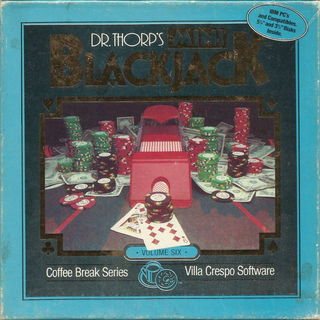 IBM PC's
and Compatibles.
5¼" and 3½" Disks
Inside.
DR. THORP'S MINI
BLACKJACK
• VOLUME SIX •
Coffee Break Series
Villa Crespo Software